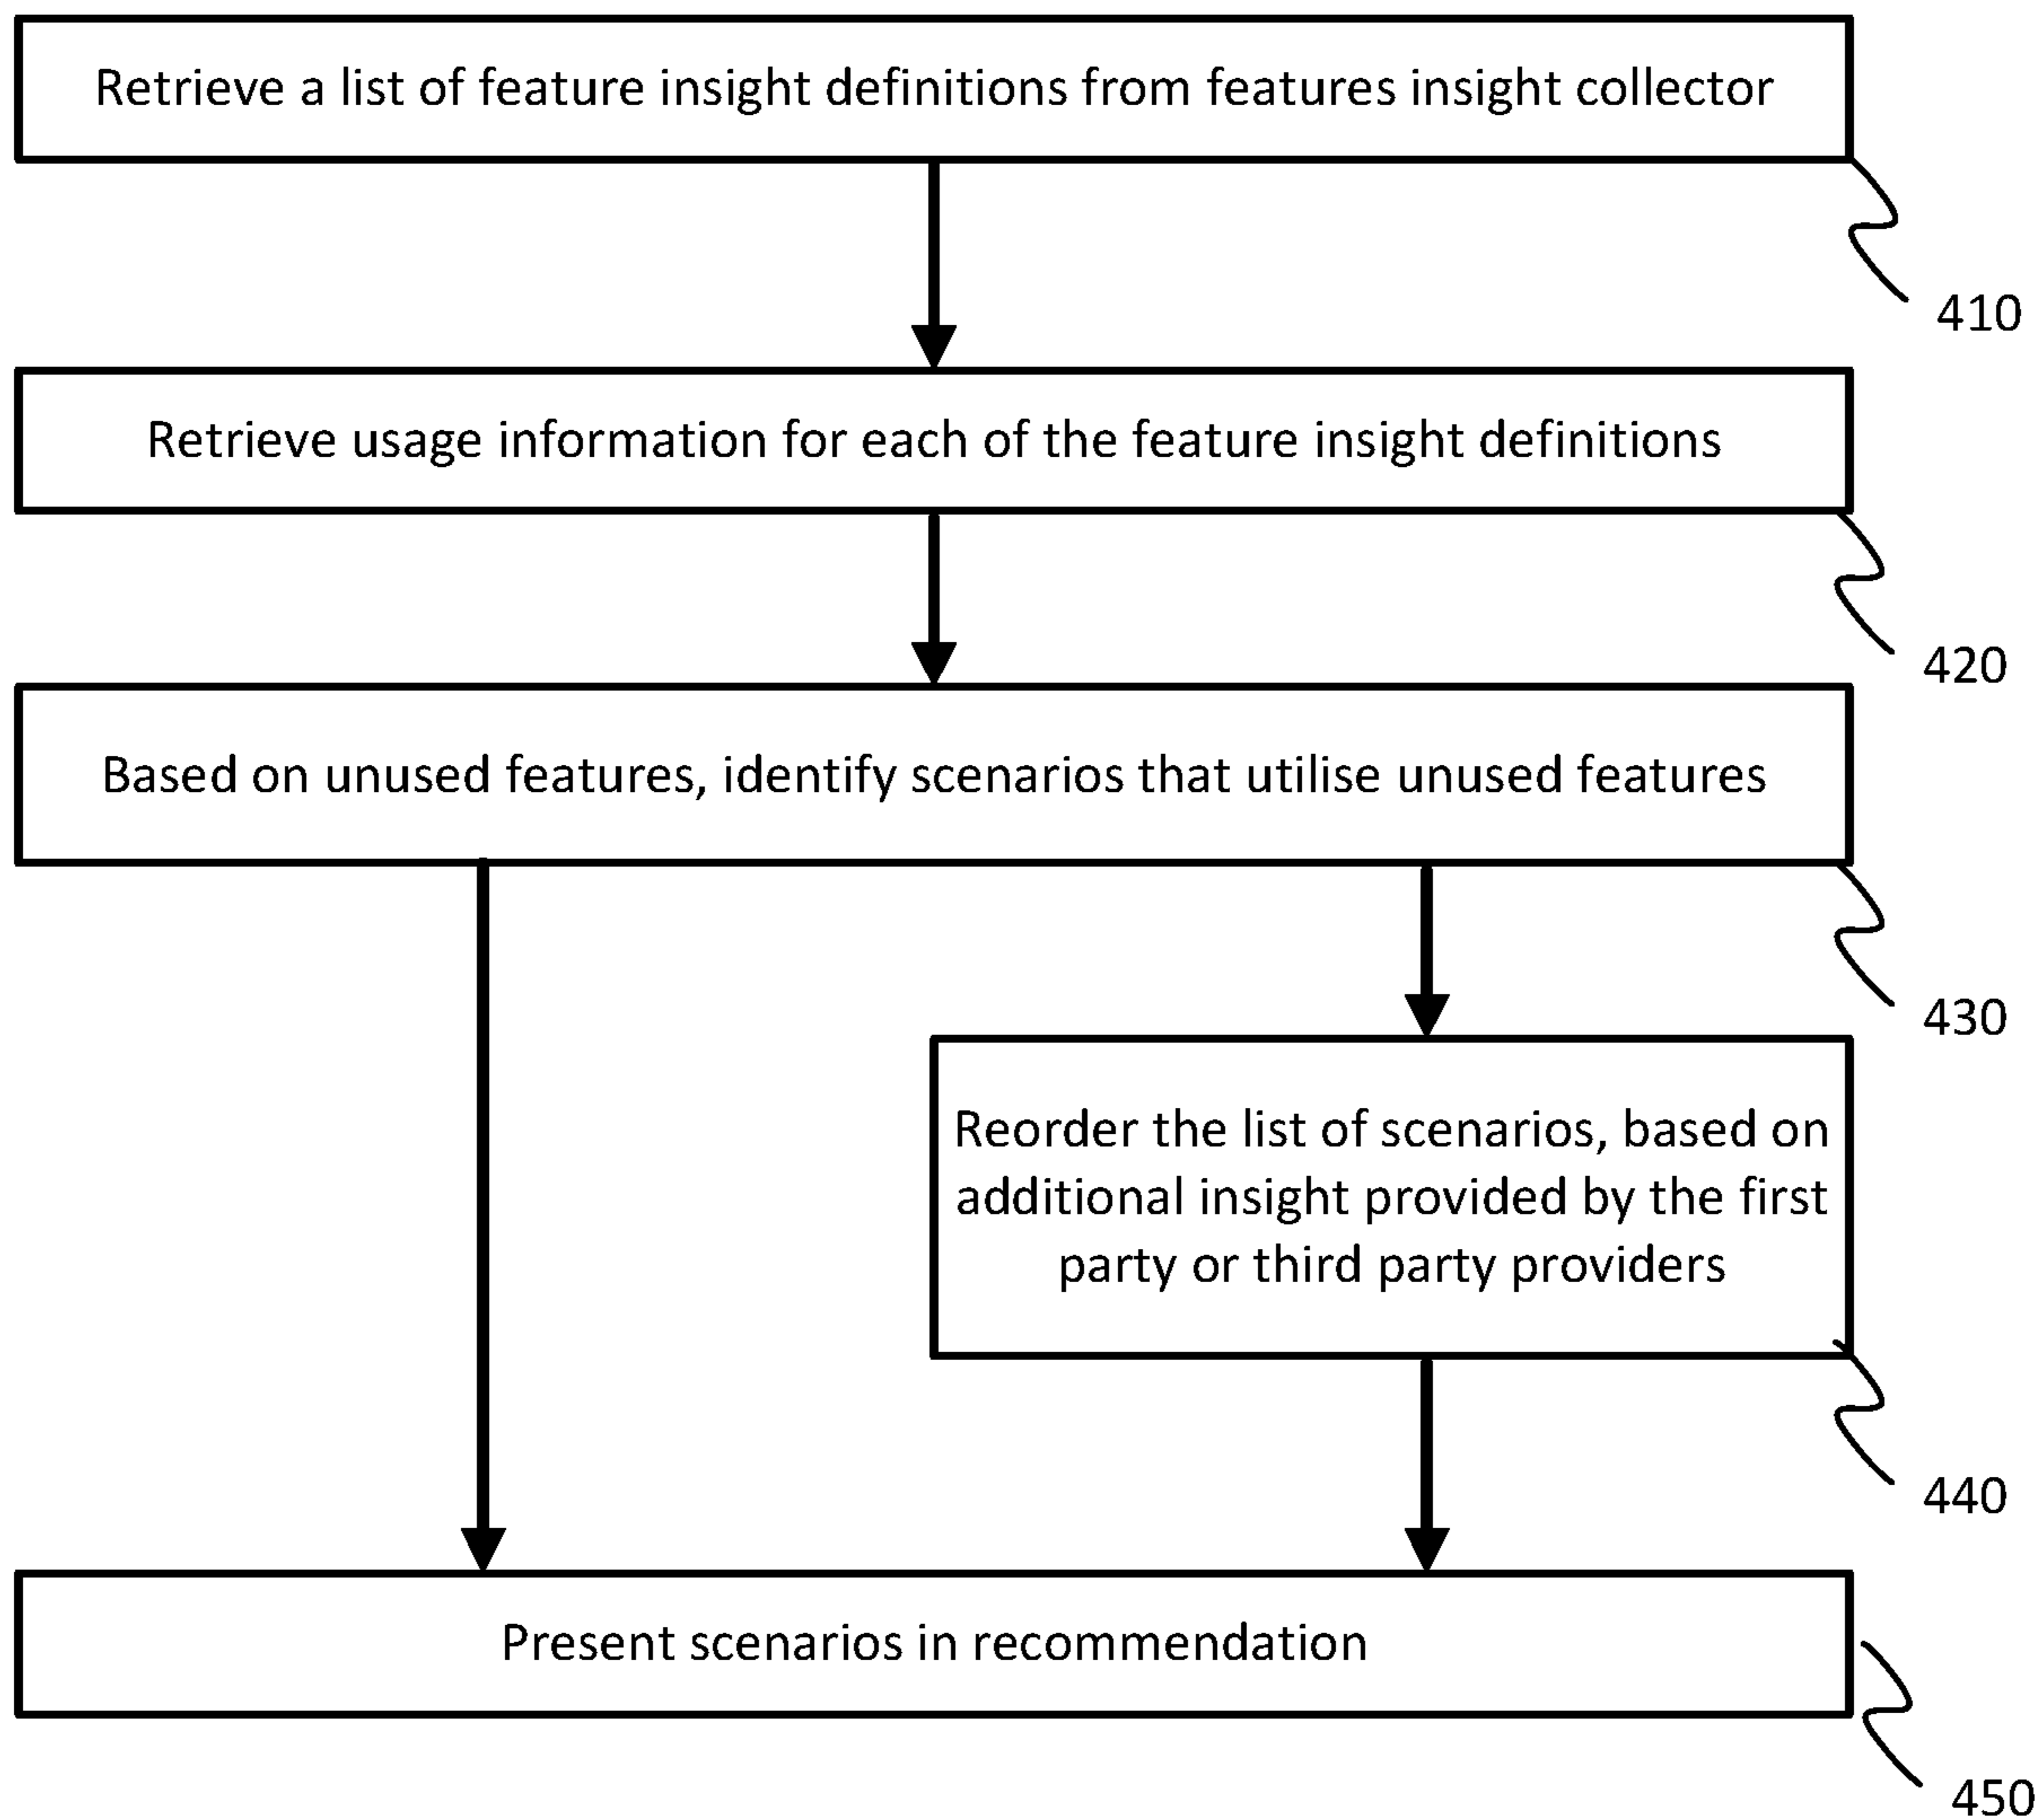 Retrieve a list of feature insight definitions from features insight collector
410
Retrieve usage information for each of the feature insight definitions
420
Based on unused features, identify scenarios that utilise unused features
430
Reorder the list of scenarios, based on
additional insight provided by the first
party or third party providers
440
Present scenarios in recommendation
450